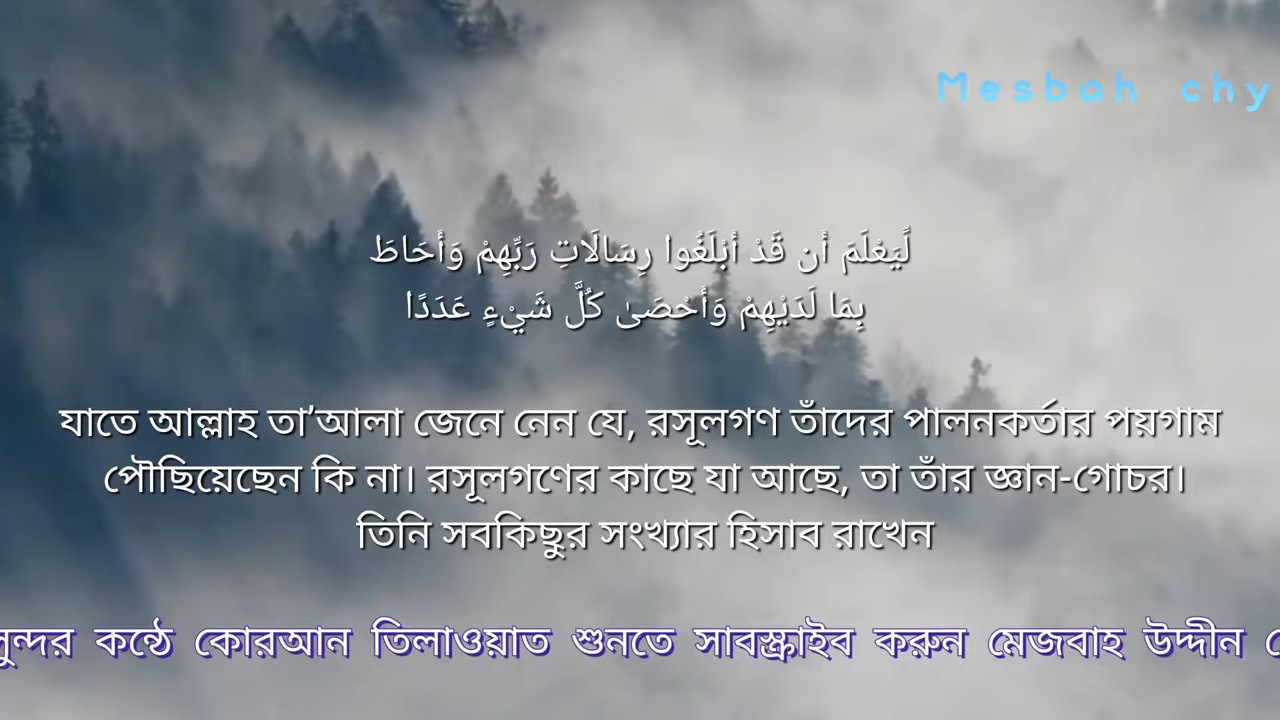 Mesbah chy
لِّيَعْلَمَ أَن قَدْ أَبْلَغُوا رِسَالَاتِ رَبِّهِمْ وَأَحَاطَ
بِمَا لَدَيْهِمْ وَأَحْصَىٰ كُلَّ شَيْءٍ عَدَدًا
যাতে আল্লাহ তা’আলা জেনে নেন যে, রসূলগণ তাঁদের পালনকর্তার পয়গাম
পৌছিয়েছেন কি না। রসূলগণের কাছে যা আছে, তা তাঁর জ্ঞান-গোচর।
তিনি সবকিছুর সংখ্যার হিসাব রাখেন
সুন্দর কন্ঠে কোরআন তিলাওয়াত শুনতে সাবস্ক্রাইব করুন মেজবাহ উদ্দীন